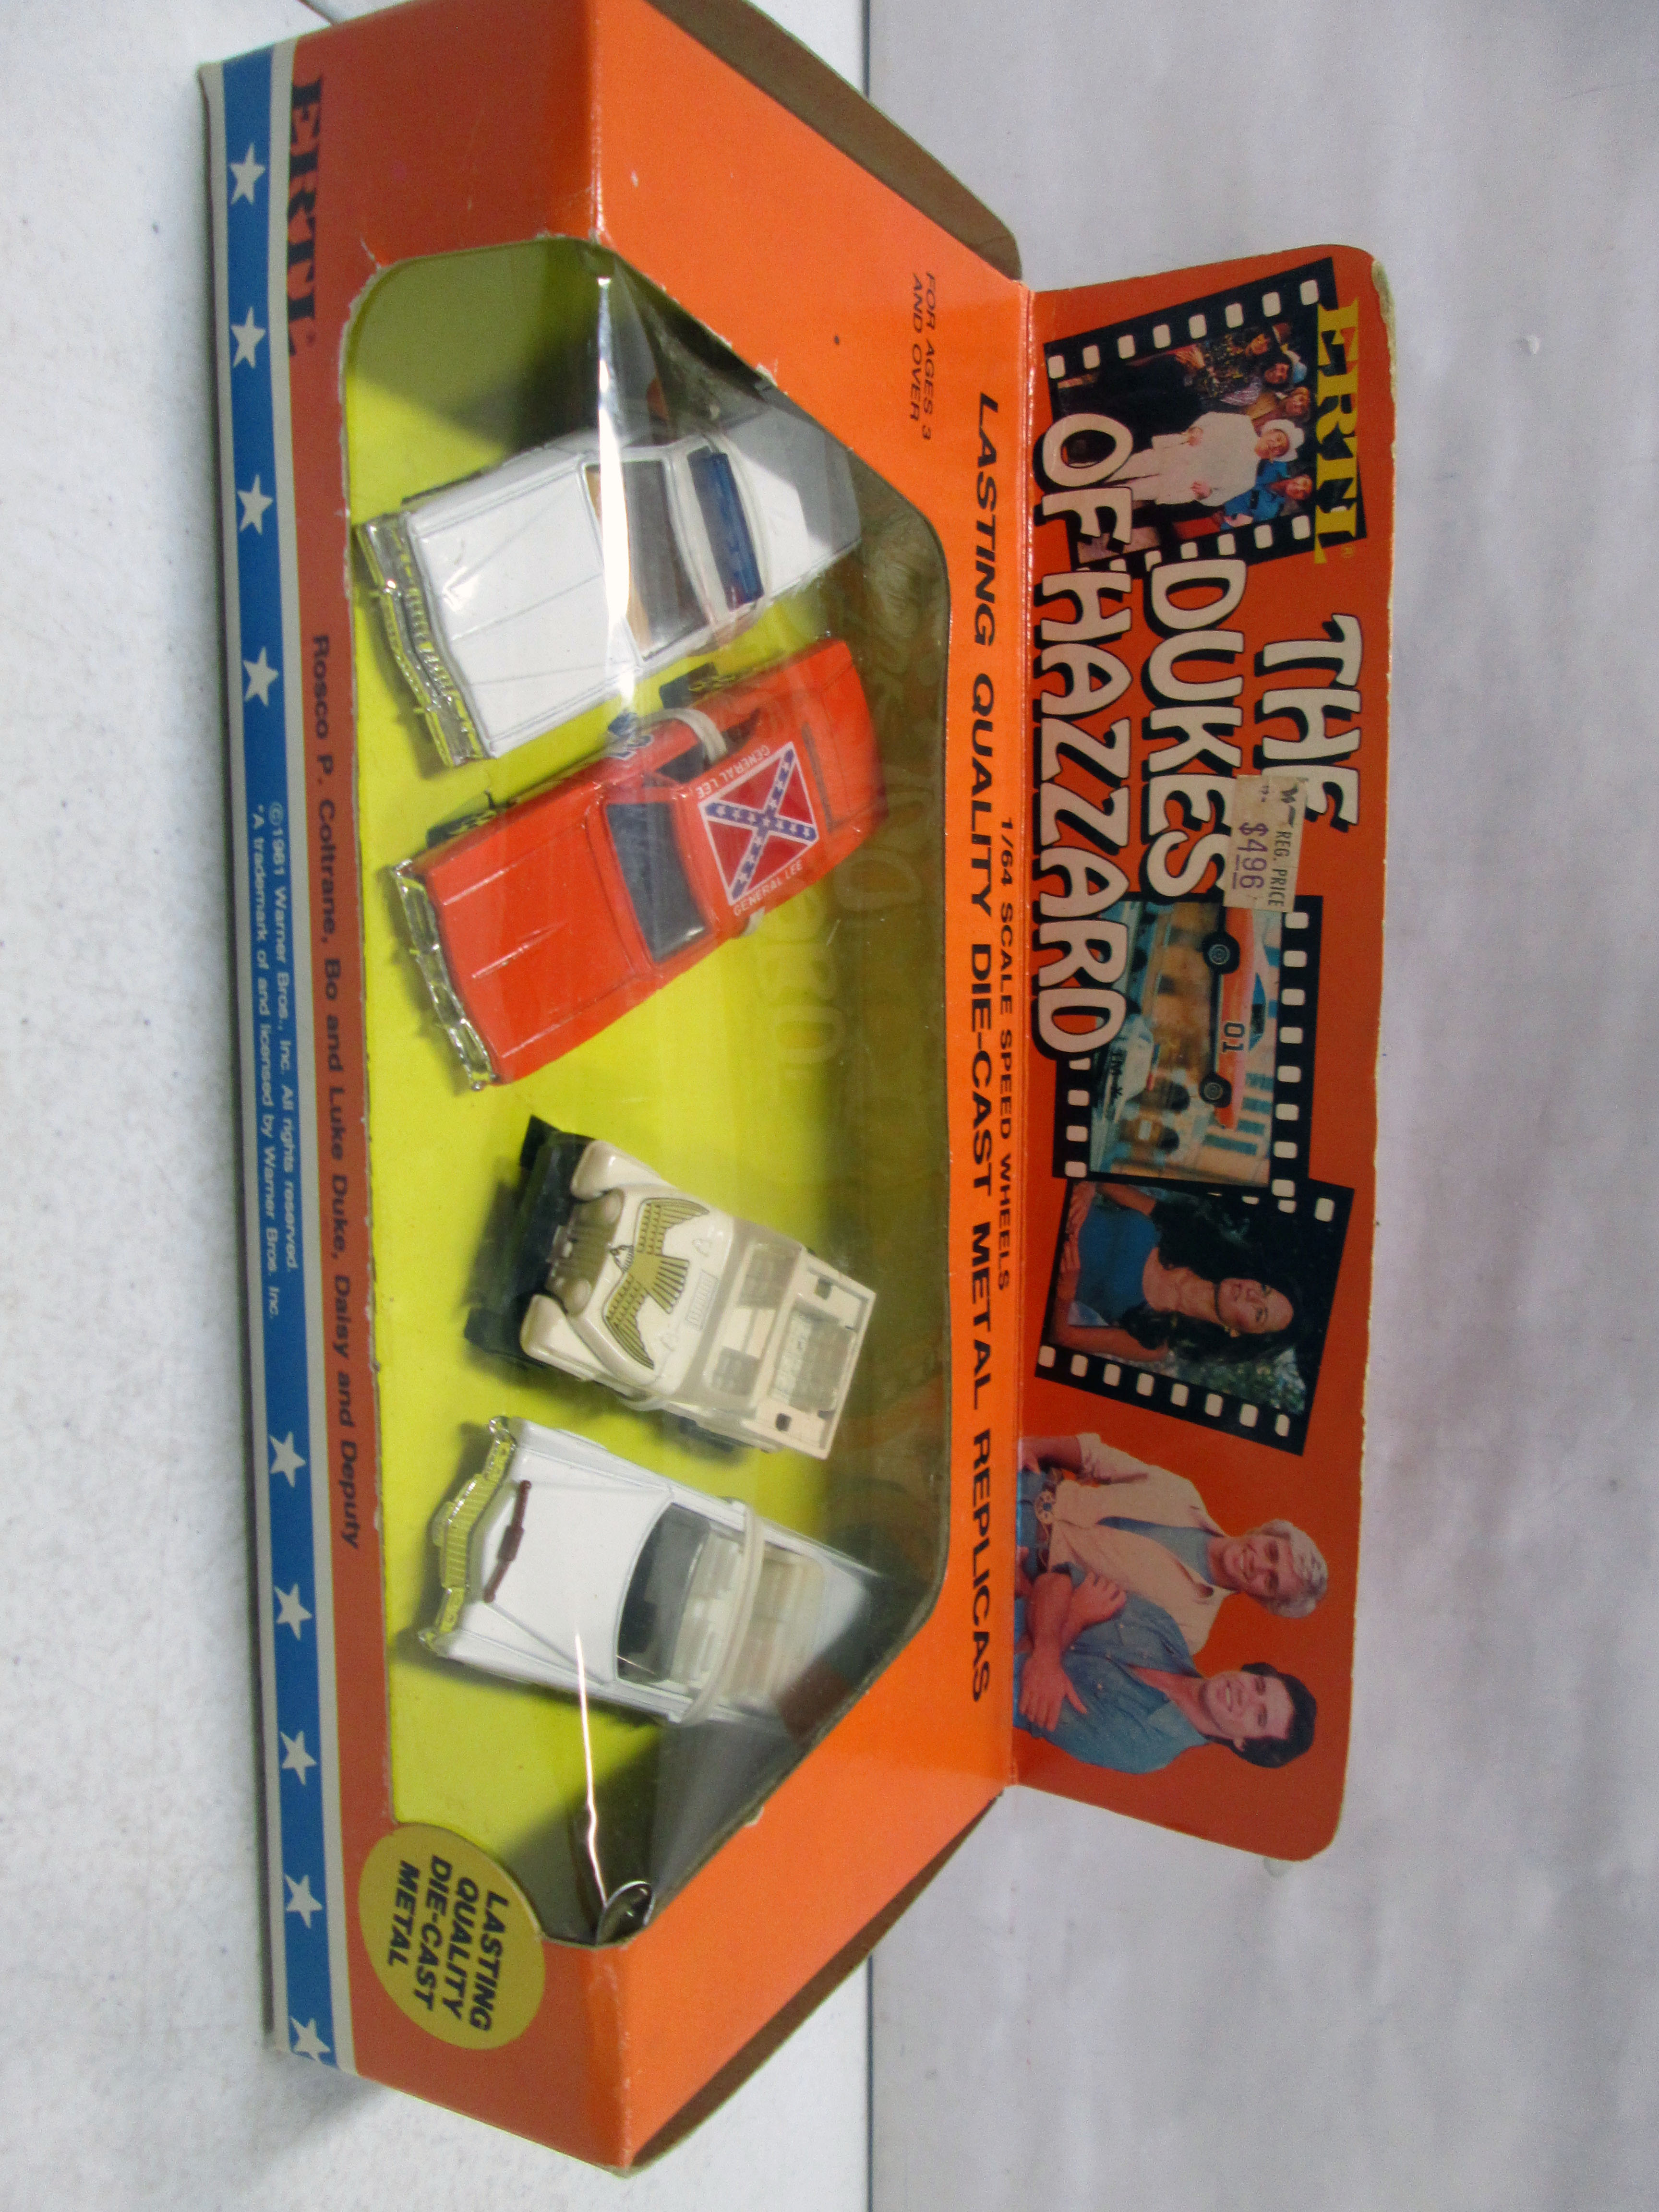 ERTL®
THE
DUKES
OF HAZZARD
REG. PRICE
$4.96
01
1/64 SCALE SPEED WHEELS
LASTING QUALITY DIE-CAST METAL REPLICAS
FOR AGES 3
AND OVER
GENERAL LEE
GENERAL LEE
ERTL®
Rosco P. Coltrane, Bo and Luke Duke, Daisy and Deputy
LASTING
QUALITY
DIE-CAST
METAL
©1981 Warner Bros., Inc. All rights reserved.
*A trademark of and licensed by Warner Bros. Inc.